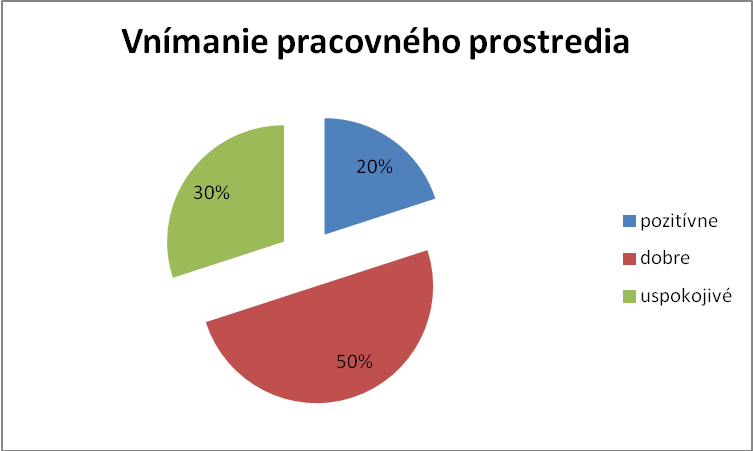 Vnímanie pracovného prostredia
20%
30%
50%
pozitívne
dobre
uspokojivé